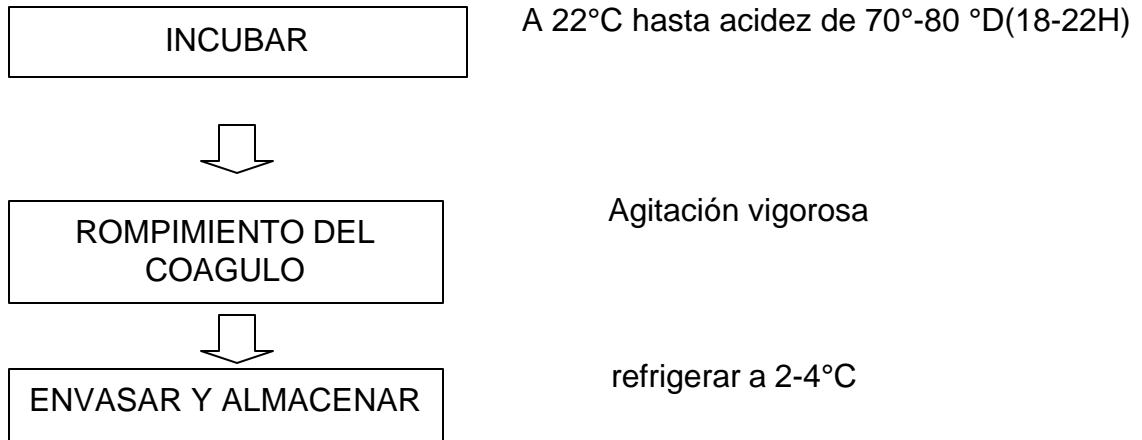 INCUBAR
A 22°C hasta acidez de 70°-80 °D(18-22H)
ROMPIMIENTO DEL
COAGULO
Agitación vigorosa
ENVASAR Y ALMACENAR
refrigerar a 2-4°C